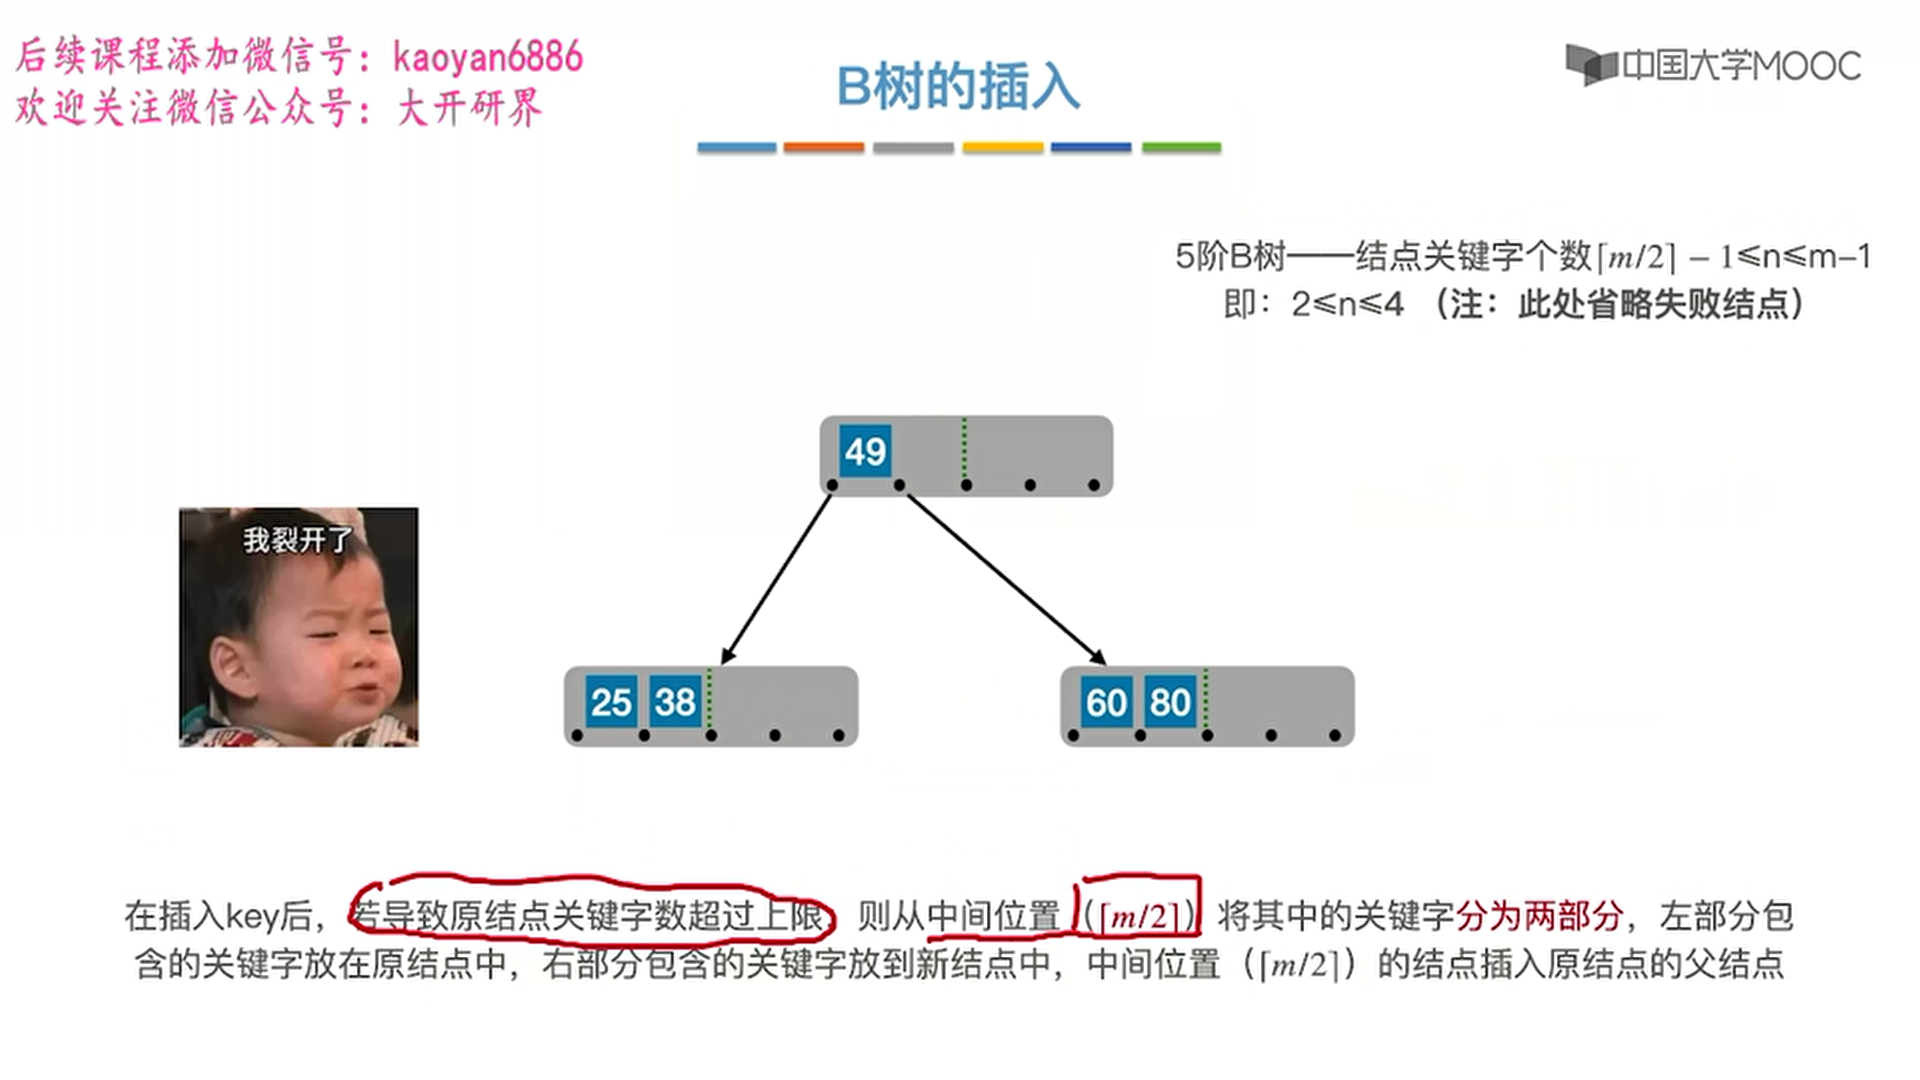 后续课程添加微信号：kaoyan6886
欢迎关注微信公众号：大开研界
B树的插入
中国大学MOOC
5阶B树——结点关键字个数⌈m/2⌉ − 1≤n≤m–1
即：2≤n≤4 （注：此处省略失败结点）
49
我裂开了
25 38
60 80
在插入key后，若导致原结点关键字数超过上限，则从中间位置（⌈m/2⌉）将其中的关键字分为两部分，左部分包
含的关键字放在原结点中，右部分包含的关键字放到新结点中，中间位置（⌈m/2⌉）的结点插入原结点的父结点